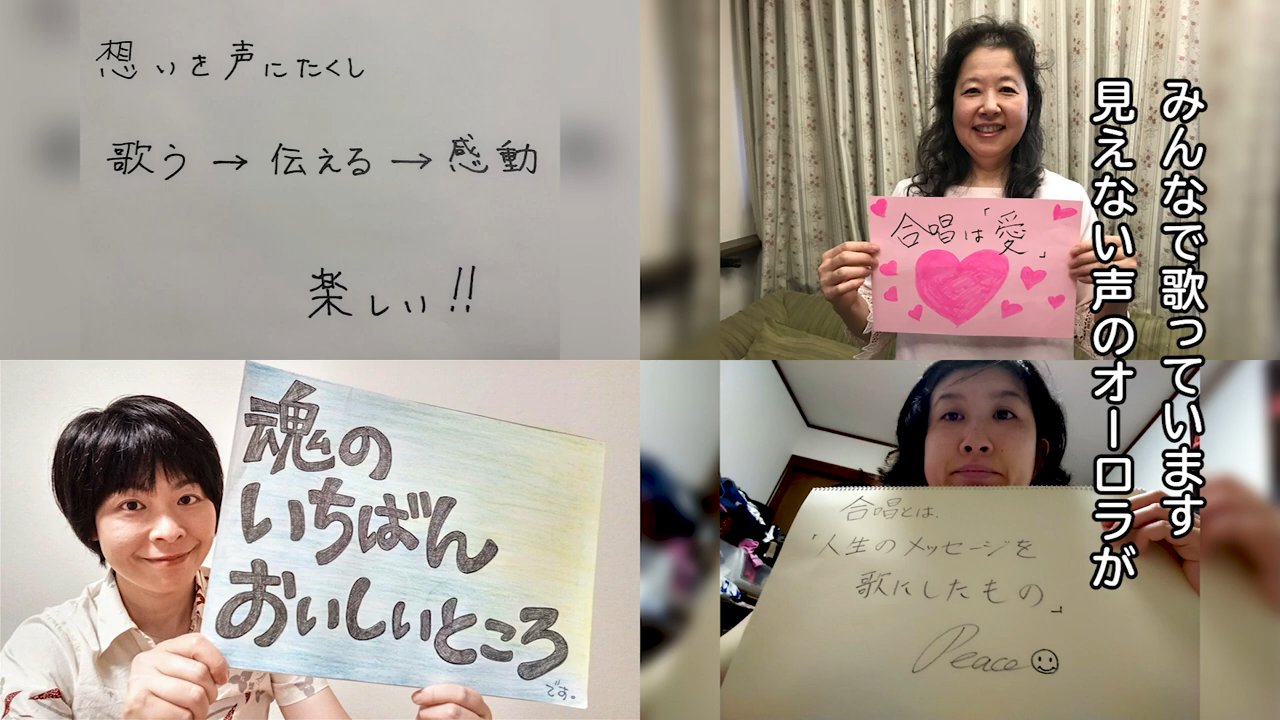 想いを声にたくし
歌う→伝える→感動
楽しい!!
合唱は「愛」
みんなで歌っています
見えない声のオーロラが
魂の
いちばん
おいしいところ
です。
合唱とは、
「人生のメッセージを
歌にしたもの」
Peace